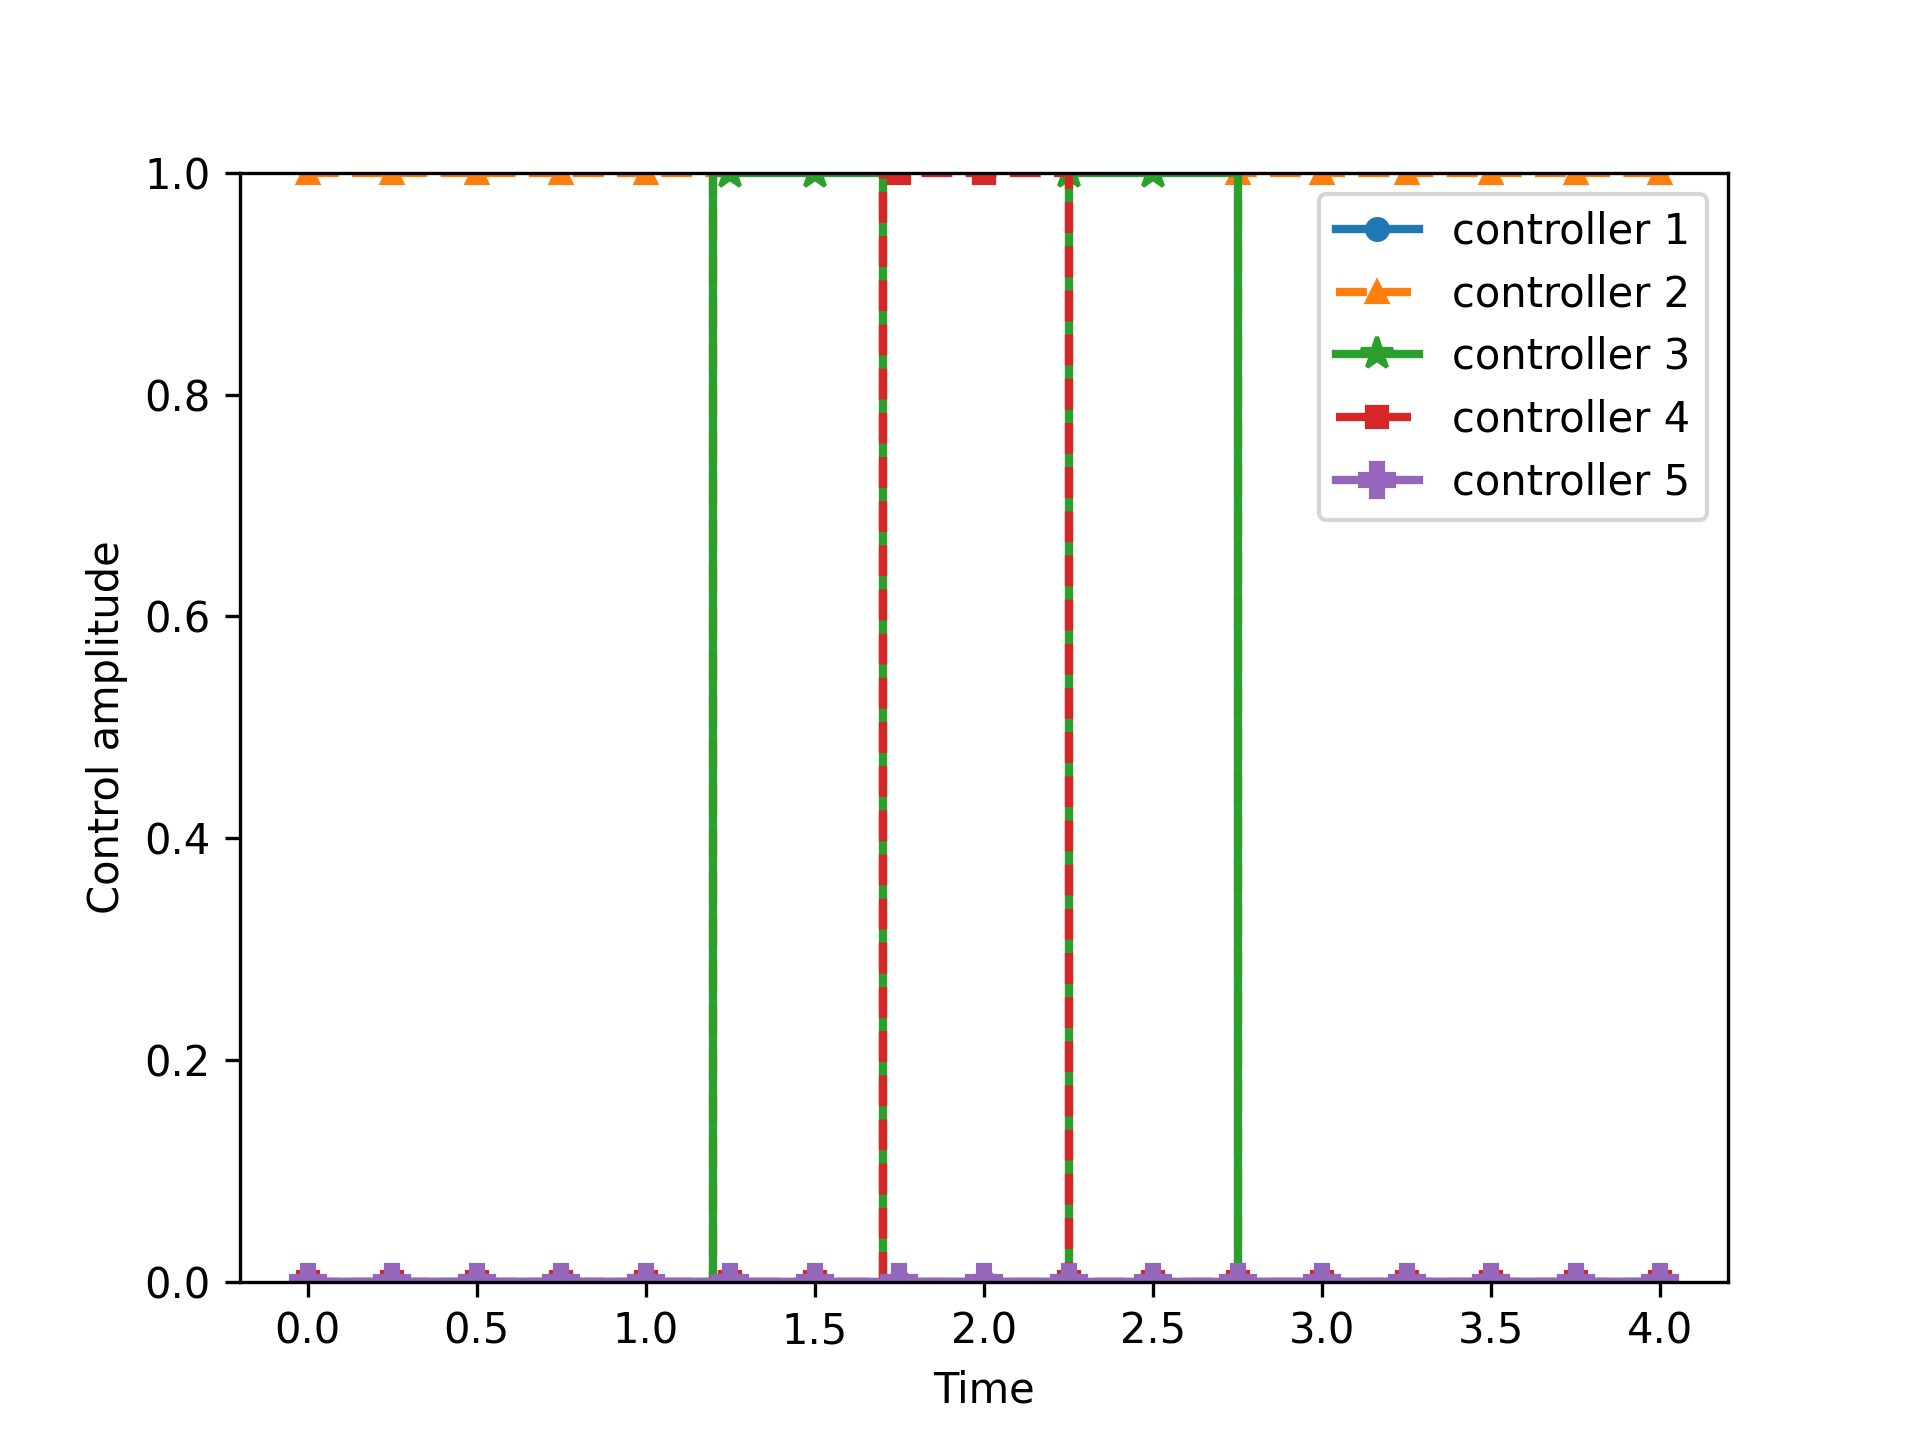 1.0
0.8
0.6
0.4
0.2
0.0
Control amplitude
controller 1
controller 2
controller 3
controller 4
controller 5
0.0 0.5 1.0 1.5 2.0 2.5 3.0 3.5 4.0
Time